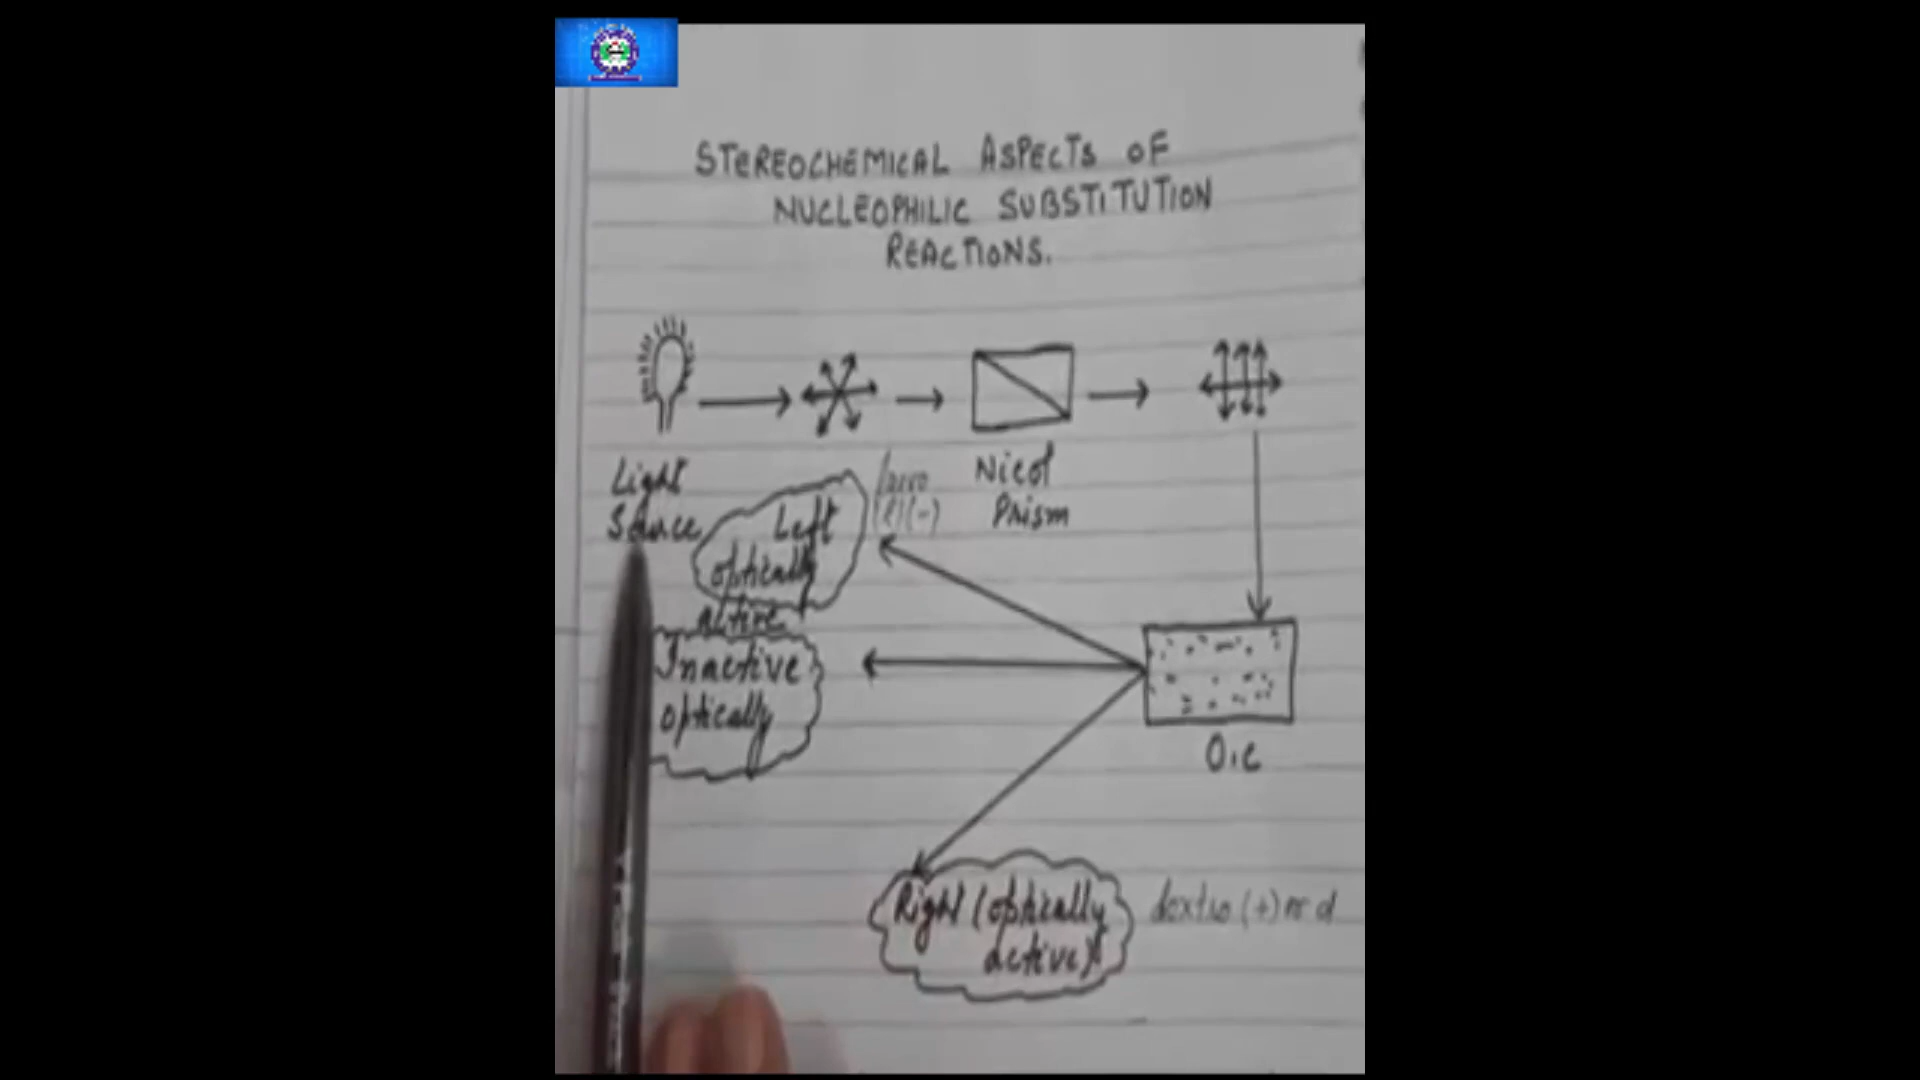 STEREOCHEMICAL ASPECTS OF
NUCLEOPHILIC SUBSTITUTION
REACTIONS.
Light
Source
Nicol
Prism
Left
optically
active
laevo
(l)(-)
Inactive
optically
O.C
Right (optically
active)
dextro (+) or d